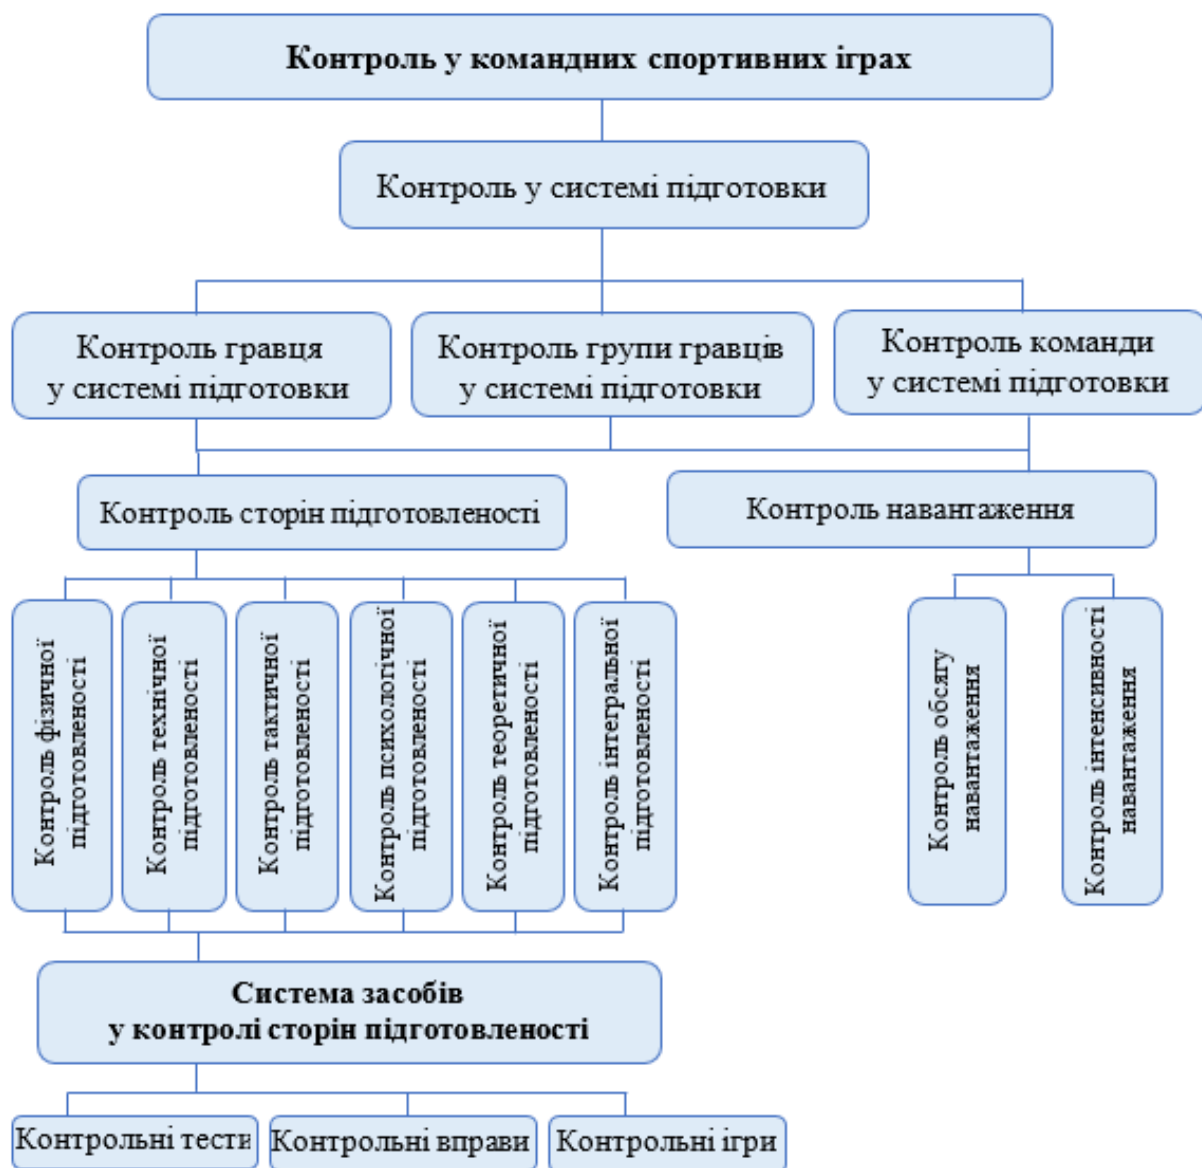 Контроль у командних спортивних іграх
Контроль у системі підготовки
Контроль гравця
у системі підготовки
Контроль групи гравців
у системі підготовки
Контроль команди
у системі підготовки
Контроль сторін підготовленості
Контроль навантаження
Контроль фізичної
підготовленості
Контроль технічної
підготовленості
Контроль тактичної
підготовленості
Контроль психологічної
підготовленості
Контроль теоретичної
підготовленості
Контроль інтегральної
підготовленості
Контроль обсягу
навантаження
Контроль інтенсивності
навантаження
Система засобів
у контролі сторін підготовленості
Контрольні тести
Контрольні вправи
Контрольні ігри